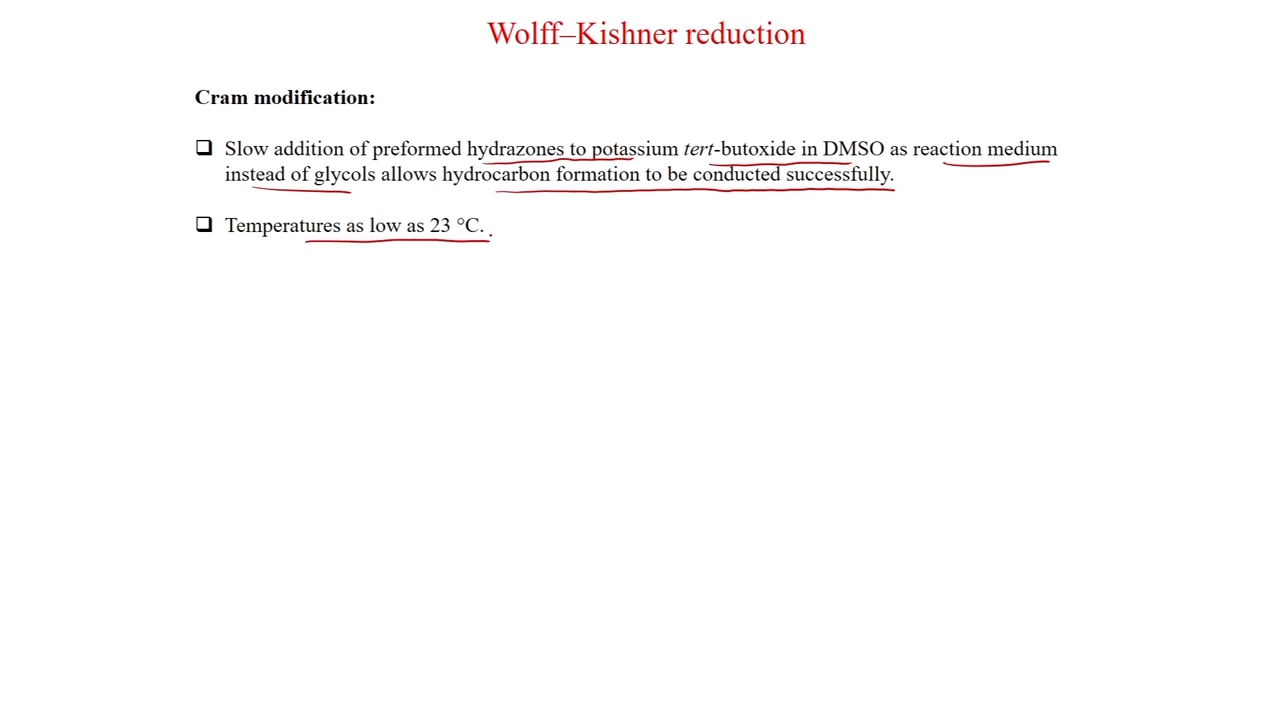 Wolff–Kishner reduction
Cram modification:
❑ Slow addition of preformed hydrazones to potassium tert-butoxide in DMSO as reaction medium
instead of glycols allows hydrocarbon formation to be conducted successfully.
❑ Temperatures as low as 23 °C.